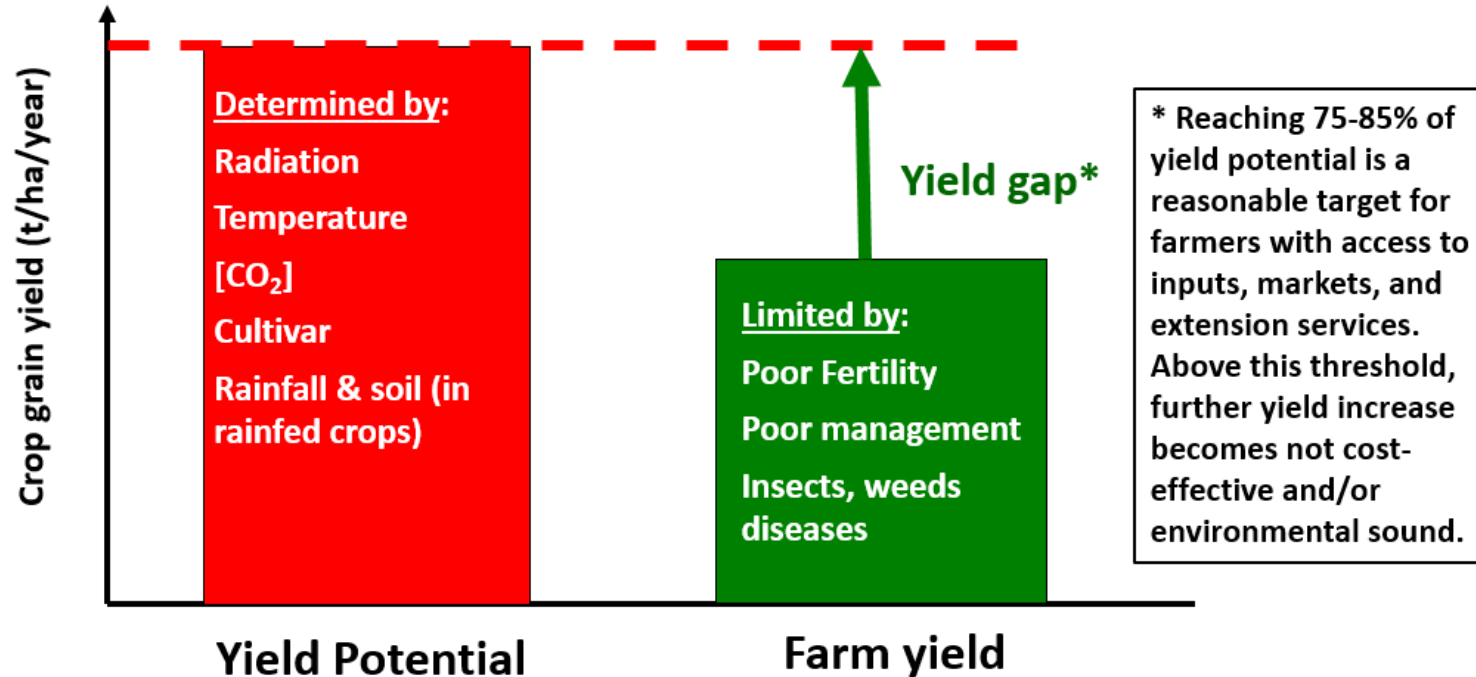 Crop grain yield (t/ha/year)
Determined by:
Radiation
Temperature
[CO₂]
Cultivar
Rainfall & soil (in
rainfed crops)
Yield gap*
Limited by:
Poor Fertility
Poor management
Insects, weeds
diseases
* Reaching 75-85% of
yield potential is a
reasonable target for
farmers with access to
inputs, markets, and
extension services.
Above this threshold,
further yield increase
becomes not cost-
effective and/or
environmental sound.
Yield Potential
Farm yield